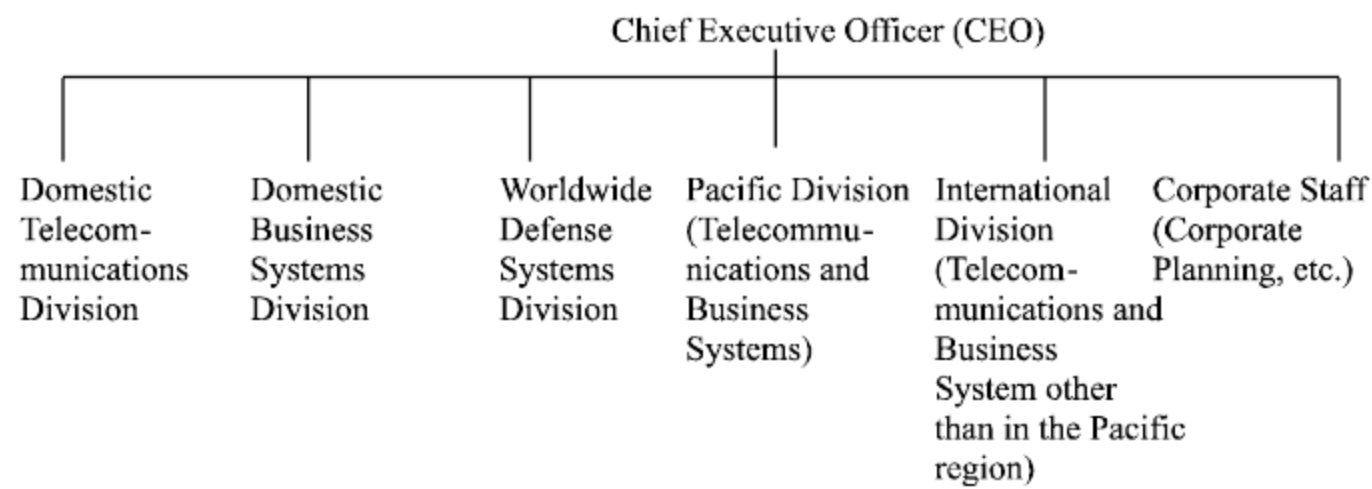 Chief Executive Officer (CEO)
Domestic
Telecom-
munications
Division
Domestic
Business
Systems
Division
Worldwide
Defense
Systems
Division
Pacific Division
(Telecommu-
nications and
Business
Systems)
International
Division
(Telecom-
munications and
Business
System other
than in the Pacific
region)
Corporate Staff
(Corporate
Planning, etc.)